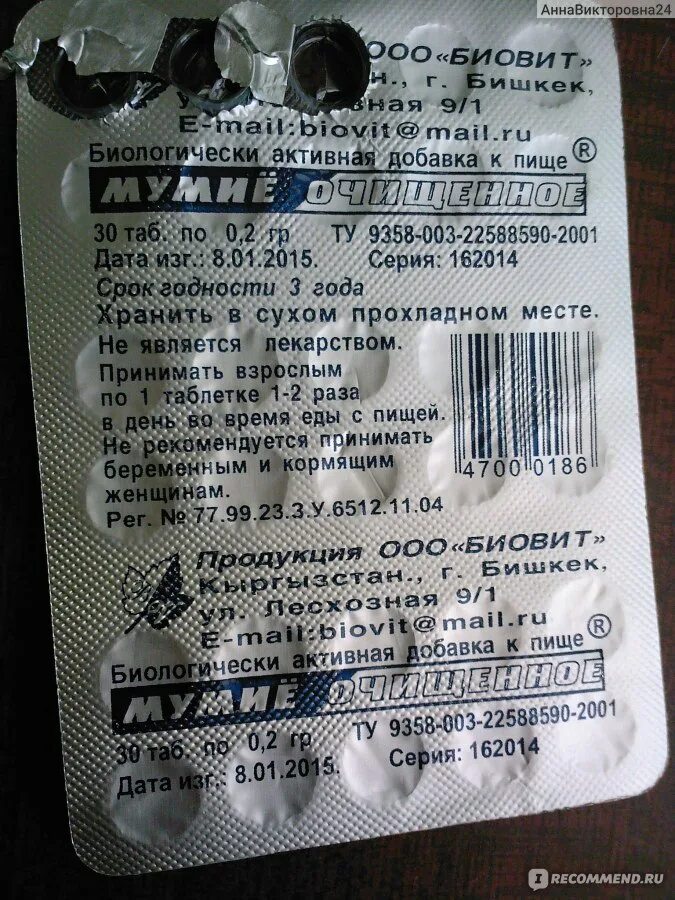 АннаВикторовна24
ООО «БИОВИТ»
г. Бишкек,
9/1
E-mail:biovit@mail.ru
Биологически активная добавка к пище ®
МУМИЁ ОЧИЩЕННОЕ
30 таб. по 0,2 гр ТУ 9358-003-22588590-2001
Дата изг.: 8.01.2015. Серия: 162014
Срок годности 3 года
Хранить в сухом прохладном месте.
Не является лекарством.
Принимать взрослым
по 1 таблетке 1-2 раза
в день во время еды с пищей.
Не рекомендуется принимать
беременным и кормящим
женщинам.
Рег. № 77.99.23.3.У.6512.11.04
4700 0186
Продукция ООО «БИОВИТ»
Кыргызстан., г. Бишкек,
ул. Лесхозная 9/1
E-mail:biovit@mail.ru
Биологически активная добавка к пище ®
МУМИЁ ОЧИЩЕННОЕ
30 таб. по 0,2 гр ТУ 9358-003-22588590-2001
Дата изг.: 8.01.2015. Серия: 162014
IRECOMMEND.RU